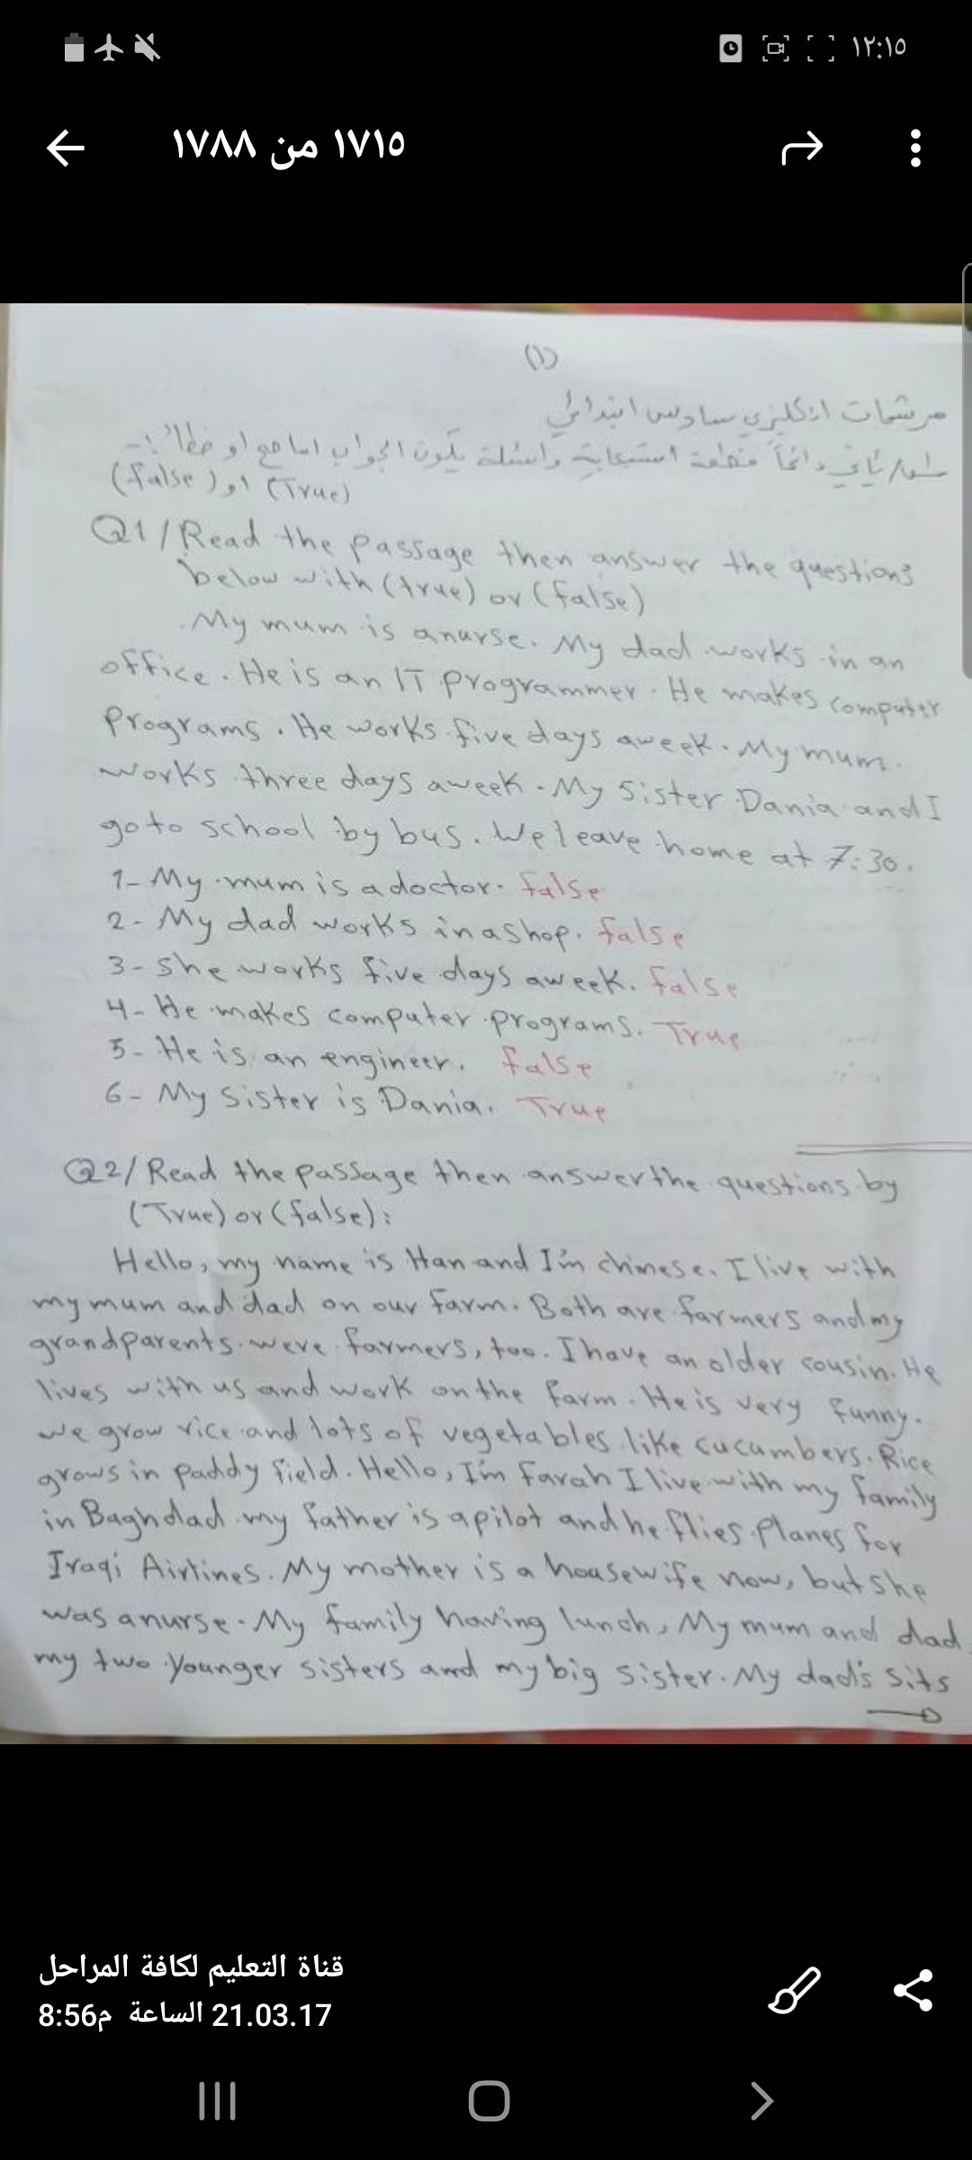 ١٢:١٥
١٧١٥ من ١٧٨٨
(1)
مرشحات انكليزي سادس ابتدائي
دائماً قطعة استيعابية واسئلة يكون الجواب اما صح او خطأ :-
(True) او (false)
Q1/Read the passage then answer the questions
below with (true) or (false)
My mum is a nurse. My dad works in an
office. He is an IT programmer. He makes computer
programs. He works five days a week. My mum
works three days a week. My sister Dania and I
go to school by bus. We leave home at 7:30.
1- My mum is a doctor. false
2- My dad works in a shop. false
3- she works five days a week. false
4- He makes computer programs. True
5- He is an engineer. false
6- My sister is Dania. True
Q2/Read the passage then answer the questions by
(True) or (false):
Hello, my name is Han and I'm chinese. I live with
my mum and dad on our farm. Both are farmers and my
grandparents were farmers, too. I have an older cousin. He
lives with us and work on the farm. He is very funny.
we grow rice and lots of vegetables like cucumbers. Rice
grows in paddy field. Hello, I'm Farah I live with my family
in Baghdad my father is a pilot and he flies planes for
Iraqi Airlines. My mother is a housewife now, but she
was a nurse. My family having lunch, My mum and dad
my two younger sisters and my big sister. My dad's sits
قناة التعليم لكافة المراحل
21.03.17 الساعة 8:56م